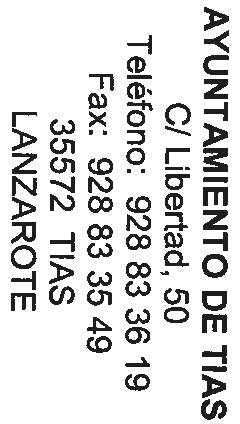 AYUNTAMIENTO DE TIAS
C/ Libertad, 50
Teléfono: 928 83 36 19
Fax: 928 83 35 49
35572 TIAS
LANZAROTE